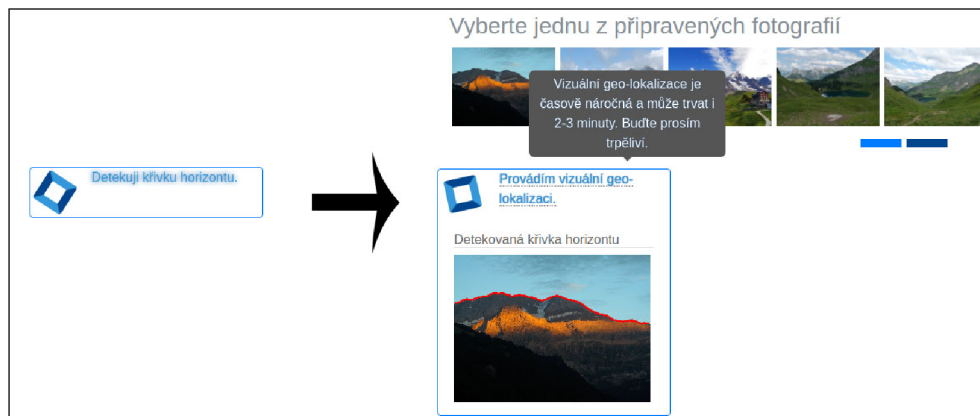 Vyberte jednu z připravených fotografií
Vizuální geo-lokalizace je
časově náročná a může trvat i
2-3 minuty. Buďte prosím
trpěliví.
Detekuji křivku horizontu.
Provádím vizuální geo-
lokalizaci.
Detekovaná křivka horizontu